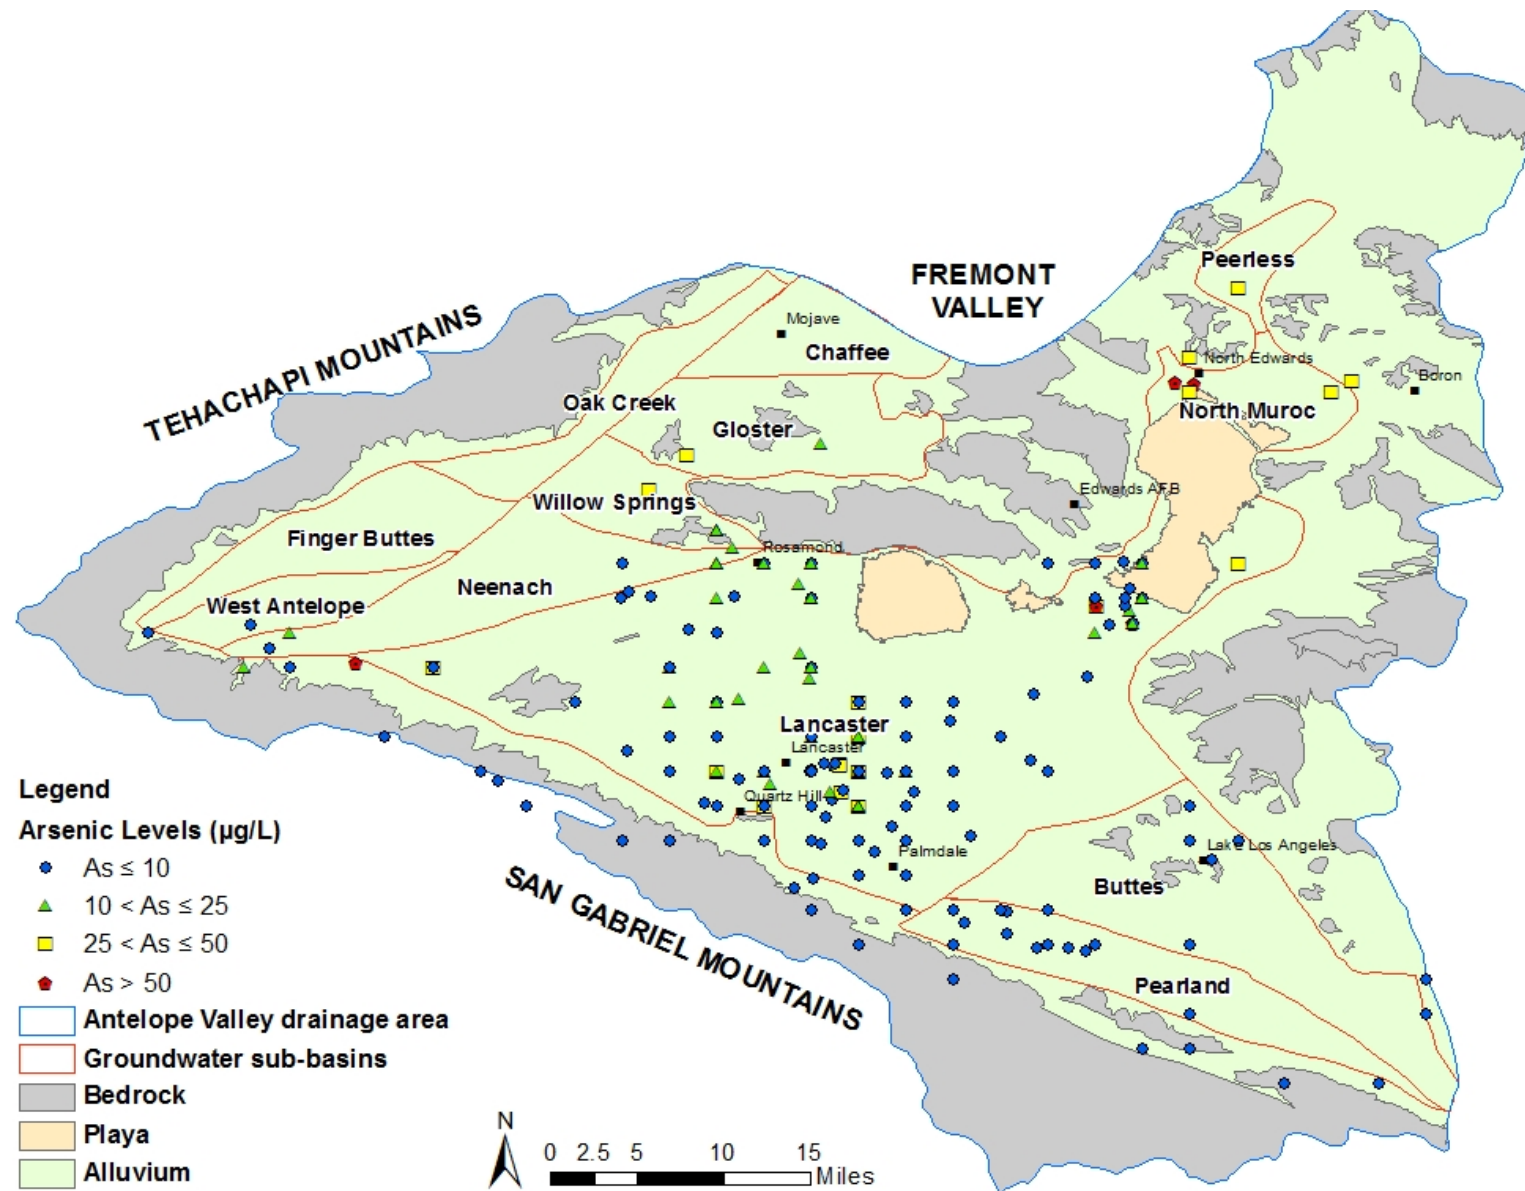 Peerless
FREMONT
VALLEY
TEHACHAPI MOUNTAINS
Mojave
Chaffee
North Edwards
Boron
Oak Creek
North Muroc
Gloster
Edwards AFB
Willow Springs
Finger Buttes
Rosamond
Neenach
West Antelope
Lancaster
Lancaster
Quartz Hill
Palmdale
Lake Los Angeles
Buttes
SAN GABRIEL MOUNTAINS
Pearland
Legend
Arsenic Levels (µg/L)
As ≤ 10
10 < As ≤ 25
25 < As ≤ 50
As > 50
Antelope Valley drainage area
Groundwater sub-basins
Bedrock
Playa
Alluvium
N
0 2.5 5 10 15
Miles